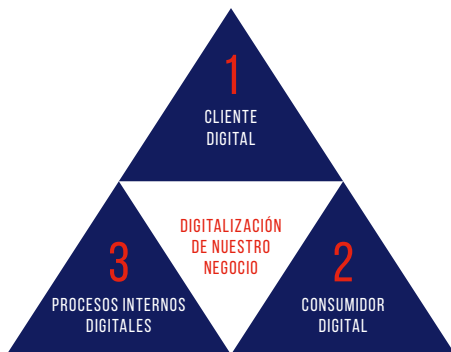 1
CLIENTE
DIGITAL
DIGITALIZACIÓN
DE NUESTRO
NEGOCIO
3
PROCESOS INTERNOS
DIGITALES
2
CONSUMIDOR
DIGITAL